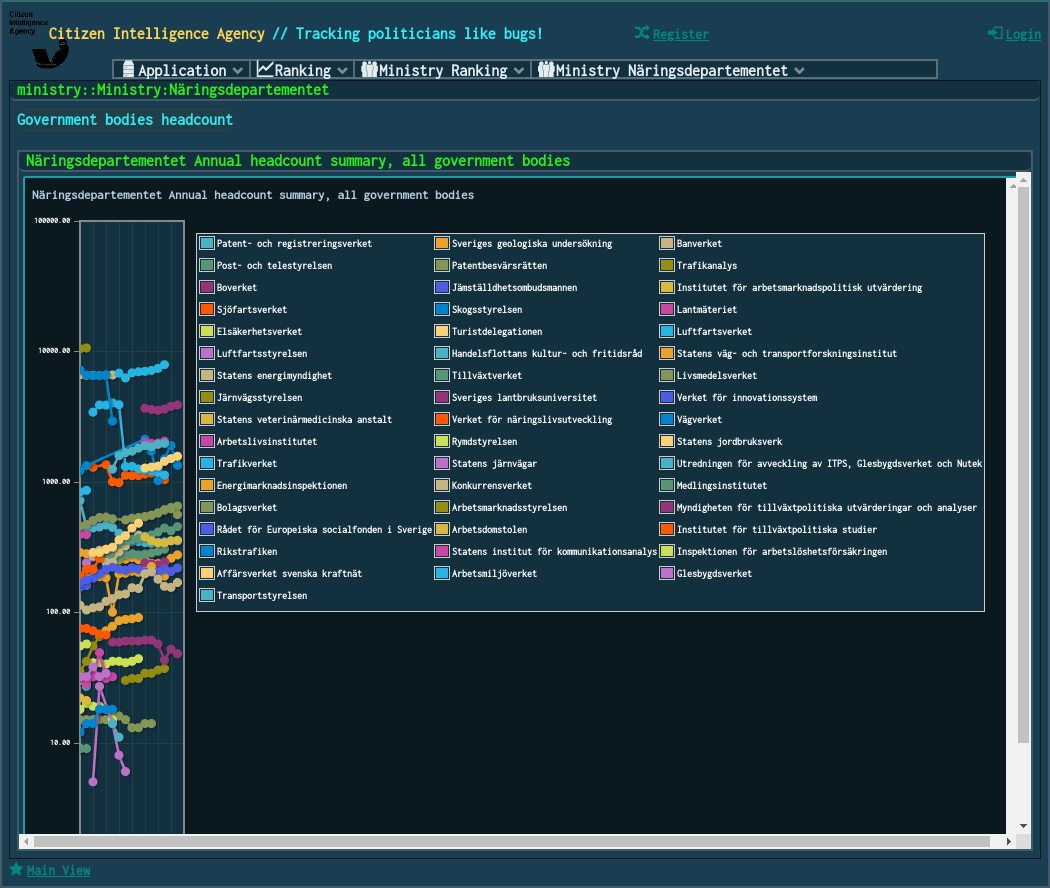 Citizen
Intelligence
Agency
Citizen Intelligence Agency // Tracking politicians like bugs!
Register
Login
Application
Ranking
Ministry Ranking
Ministry Näringsdepartementet
ministry::Ministry:Näringsdepartementet
Government bodies headcount
Näringsdepartementet Annual headcount summary, all government bodies
Näringsdepartementet Annual headcount summary, all government bodies
100000.00
10000.00
1000.00
100.00
10.00
Patent- och registreringsverket Sveriges geologiska undersökning Banverket
Post- och telestyrelsen Patentbesvärsrätten Trafikanalys
Boverket Jämställdhetsombudsmannen Institutet för arbetsmarknadspolitisk utvärdering
Sjöfartsverket Skogsstyrelsen Lantmäteriet
Elsäkerhetsverket Turistdelegationen Luftfartsverket
Luftfartsstyrelsen Handelsflottans kultur- och fritidsråd Statens väg- och transportforskningsinstitut
Statens energimyndighet Tillväxtverket Livsmedelsverket
Järnvägsstyrelsen Sveriges lantbruksuniversitet Verket för innovationssystem
Statens veterinärmedicinska anstalt Verket för näringslivsutveckling Vägverket
Arbetslivsinstitutet Rymdstyrelsen Statens jordbruksverk
Trafikverket Statens järnvägar Utredningen för avveckling av ITPS, Glesbygdsverket och Nutek
Energimarknadsinspektionen Konkurrensverket Medlingsinstitutet
Bolagsverket Arbetsmarknadsstyrelsen Myndigheten för tillväxtpolitiska utvärderingar och analyser
Rådet för Europeiska socialfonden i Sverige Arbetsdomstolen Institutet för tillväxtpolitiska studier
Rikstrafiken Statens institut för kommunikationsanalys Inspektionen för arbetslöshetsförsäkringen
Affärsverket svenska kraftnät Arbetsmiljöverket Glesbygdsverket
Transportstyrelsen
Main View